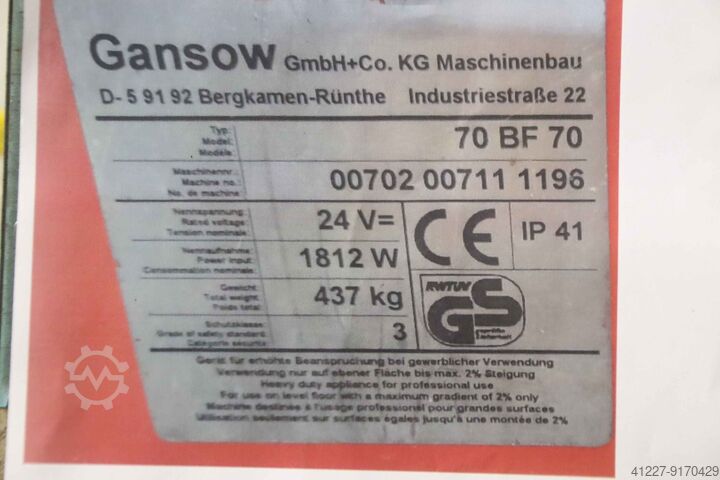 Gansow GmbH+Co. KG Maschinenbau
D- 5 91 92 Bergkamen-Rünthe Industriestraße 22
Typ:
Model:
Modèle:
70 BF 70
Maschinennr.:
Machine no.:
No. de machine:
00702 00711 1196
Nennspannung:
Rated voltage:
Tension nominale:
24 V=
Nennaufnahme:
Power input:
Consommation nominale:
1812 W
Gewicht:
Total weight:
Poids total:
437 kg
Schutzklasse:
Grade of safety standard:
Catégorie sécurité:
3
CE
IP 41
RWTÜV
GS
geprüfte
Sicherheit
Gerät für erhöhte Beanspruchung bei gewerblicher Verwendung
Verwendung nur auf ebener Fläche bis max. 2% Steigung
Heavy duty appliance for professional use
For use on level floor with a maximum gradient of 2% only
Machine destinée à l'usage professionel pour grandes surfaces
Utilisation seulement sur surfaces égales jusqu'à une montée de 2%
41227-9170429